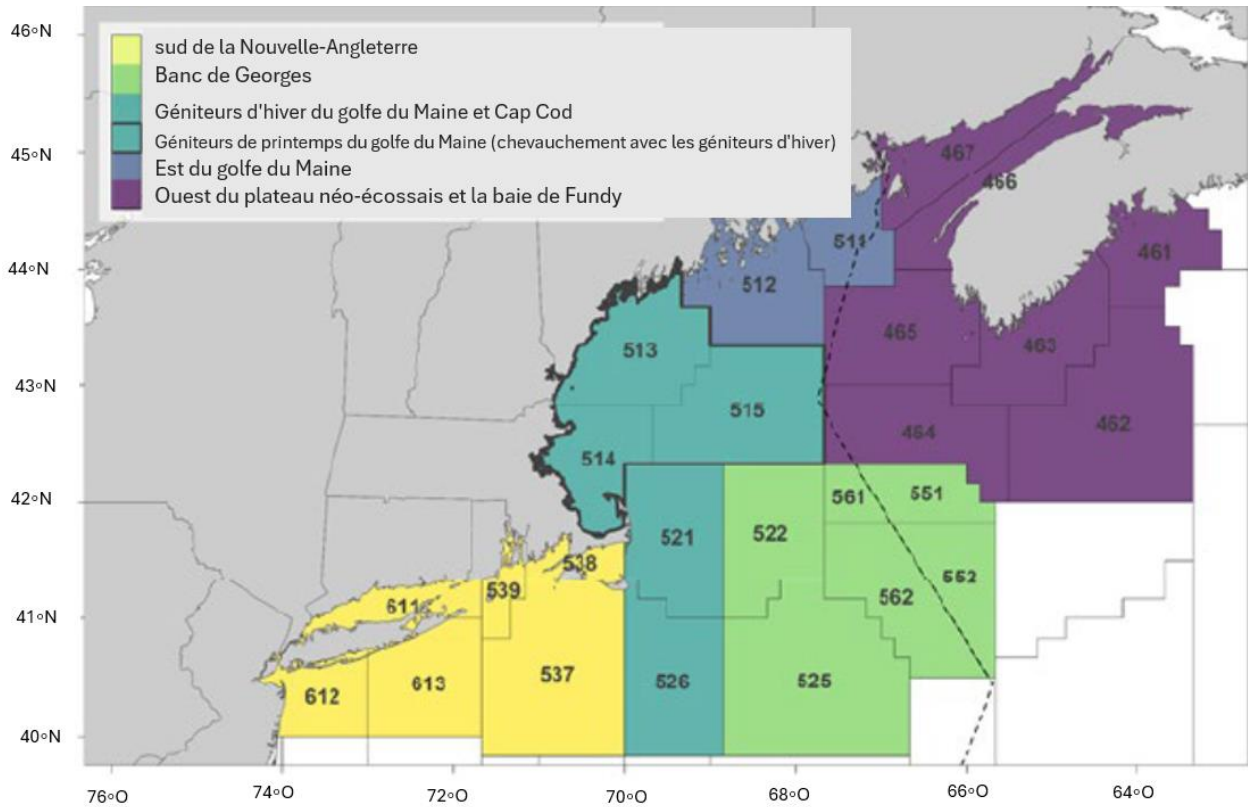 46°N
sud de la Nouvelle-Angleterre
Banc de Georges
Géniteurs d'hiver du golfe du Maine et Cap Cod
Géniteurs de printemps du golfe du Maine (chevauchement avec les géniteurs d'hiver)
Est du golfe du Maine
Ouest du plateau néo-écossais et la baie de Fundy
45°N
467
466
511
461
44°N
512
465
463
513
43°N
515
464
462
514
42°N
561
551
521
522
538
552
539
562
41°N
611
537
526
525
612
613
40°N
76°O
74°O
72°O
70°O
68°O
66°O
64°O